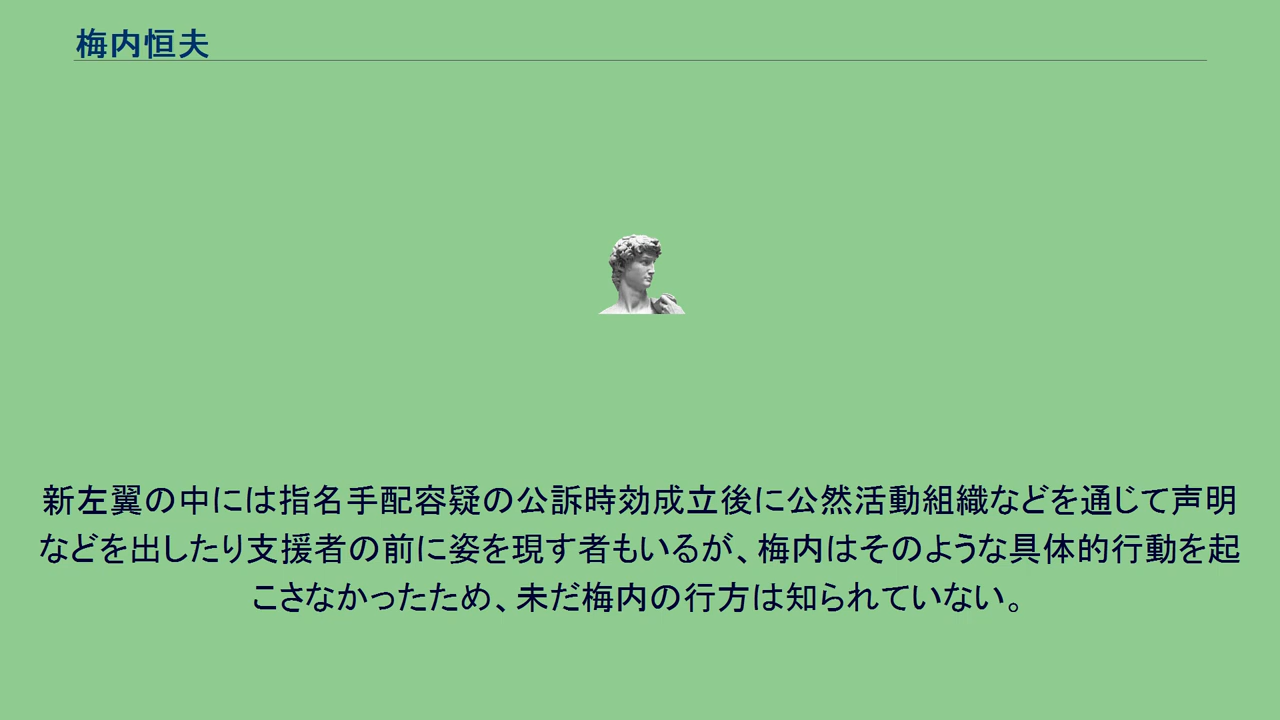 梅内恒夫
新左翼の中には指名手配容疑の公訴時効成立後に公然活動組織などを通じて声明
などを出したり支援者の前に姿を現す者もいるが、梅内はそのような具体的行動を起
こさなかったため、未だ梅内の行方は知られていない。